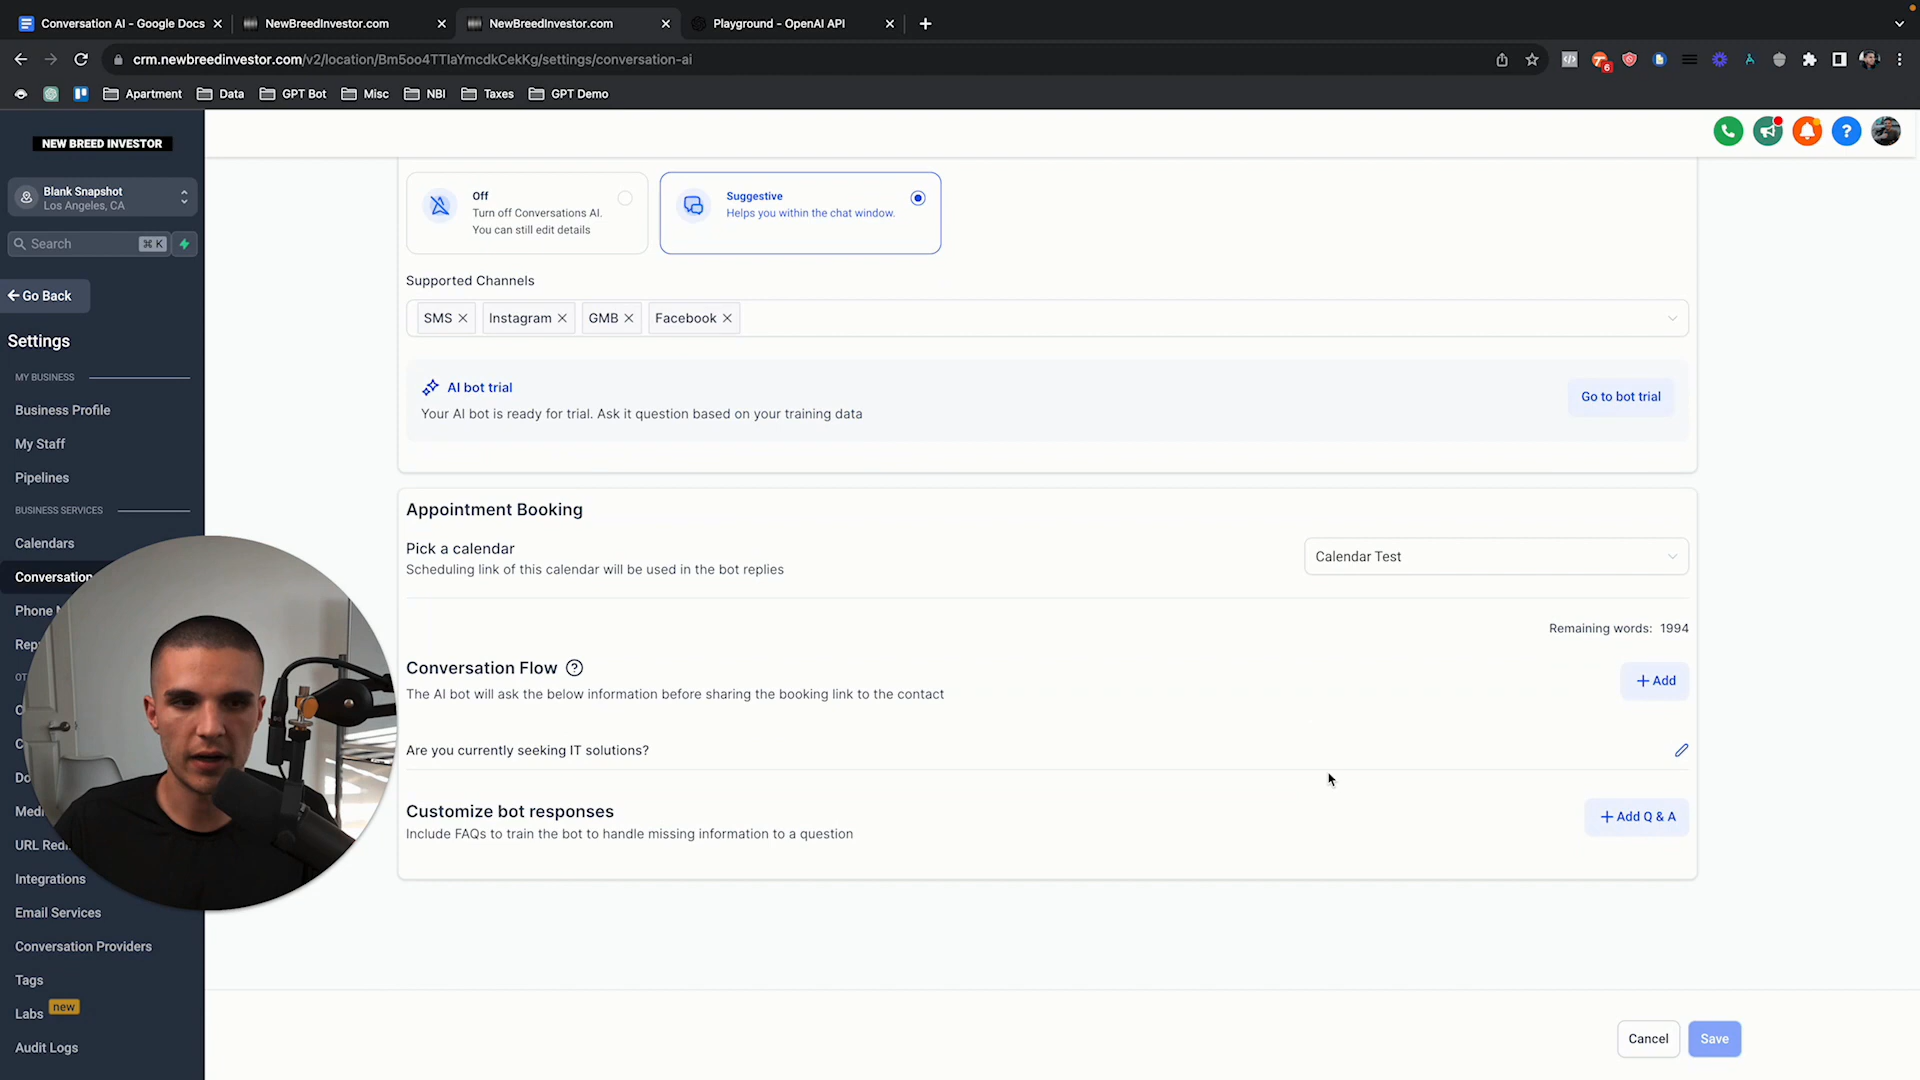 Conversation AI - Google Docs
NewBreedInvestor.com
NewBreedInvestor.com
Playground - OpenAI API
crm.newbreedinvestor.com/v2/location/Bm5oo4TTIaYmcdkCekKg/settings/conversation-ai
6
Apartment
Data
GPT Bot
Misc
NBI
Taxes
GPT Demo
NEW BREED INVESTOR
Blank Snapshot
Los Angeles, CA
Search
⌘ K
Go Back
Settings
MY BUSINESS
Business Profile
My Staff
Pipelines
BUSINESS SERVICES
Calendars
Conversation
Phone
Integrations
Email Services
Conversation Providers
Tags
Labs
new
Audit Logs
Off
Turn off Conversations AI.
You can still edit details
Suggestive
Helps you within the chat window.
Supported Channels
SMS
Instagram
GMB
Facebook
AI bot trial
Your AI bot is ready for trial. Ask it question based on your training data
Go to bot trial
Appointment Booking
Pick a calendar
Scheduling link of this calendar will be used in the bot replies
Calendar Test
Remaining words: 1994
Conversation Flow ?
The AI bot will ask the below information before sharing the booking link to the contact
+ Add
Are you currently seeking IT solutions?
Customize bot responses
Include FAQs to train the bot to handle missing information to a question
+ Add Q & A
Cancel
Save